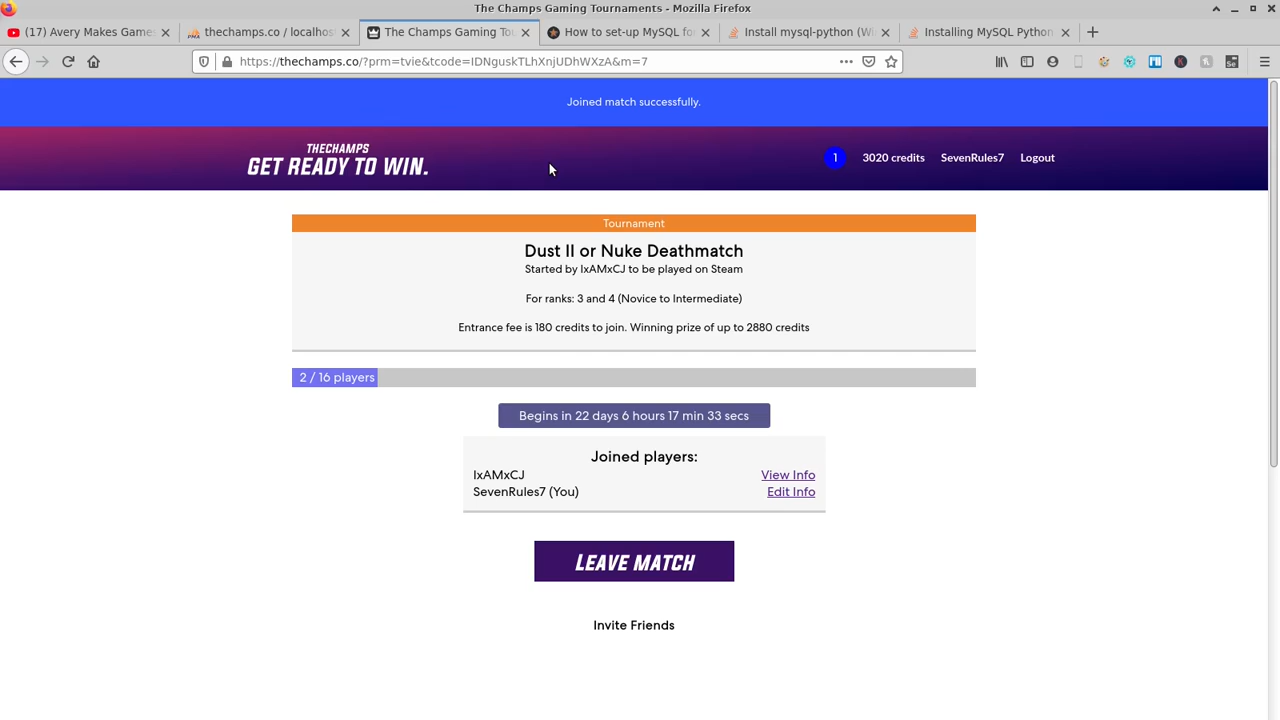 The Champs Gaming Tournaments - Mozilla Firefox
(17) Avery Makes Games
thechamps.co / localhos
The Champs Gaming Tou
How to set-up MySQL fo
Install mysql-python (Wi
Installing MySQL Python
https://thechamps.co/?prm=tvie&tcode=IDNguskTLhXnjUDhWXzA&m=7
Joined match successfully.
THECHAMPS
GET READY TO WIN.
1
3020 credits
SevenRules7
Logout
Tournament
Dust II or Nuke Deathmatch
Started by IxAMxCJ to be played on Steam
For ranks: 3 and 4 (Novice to Intermediate)
Entrance fee is 180 credits to join. Winning prize of up to 2880 credits
2 / 16 players
Begins in 22 days 6 hours 17 min 33 secs
Joined players:
IxAMxCJ View Info
SevenRules7 (You) Edit Info
LEAVE MATCH
Invite Friends